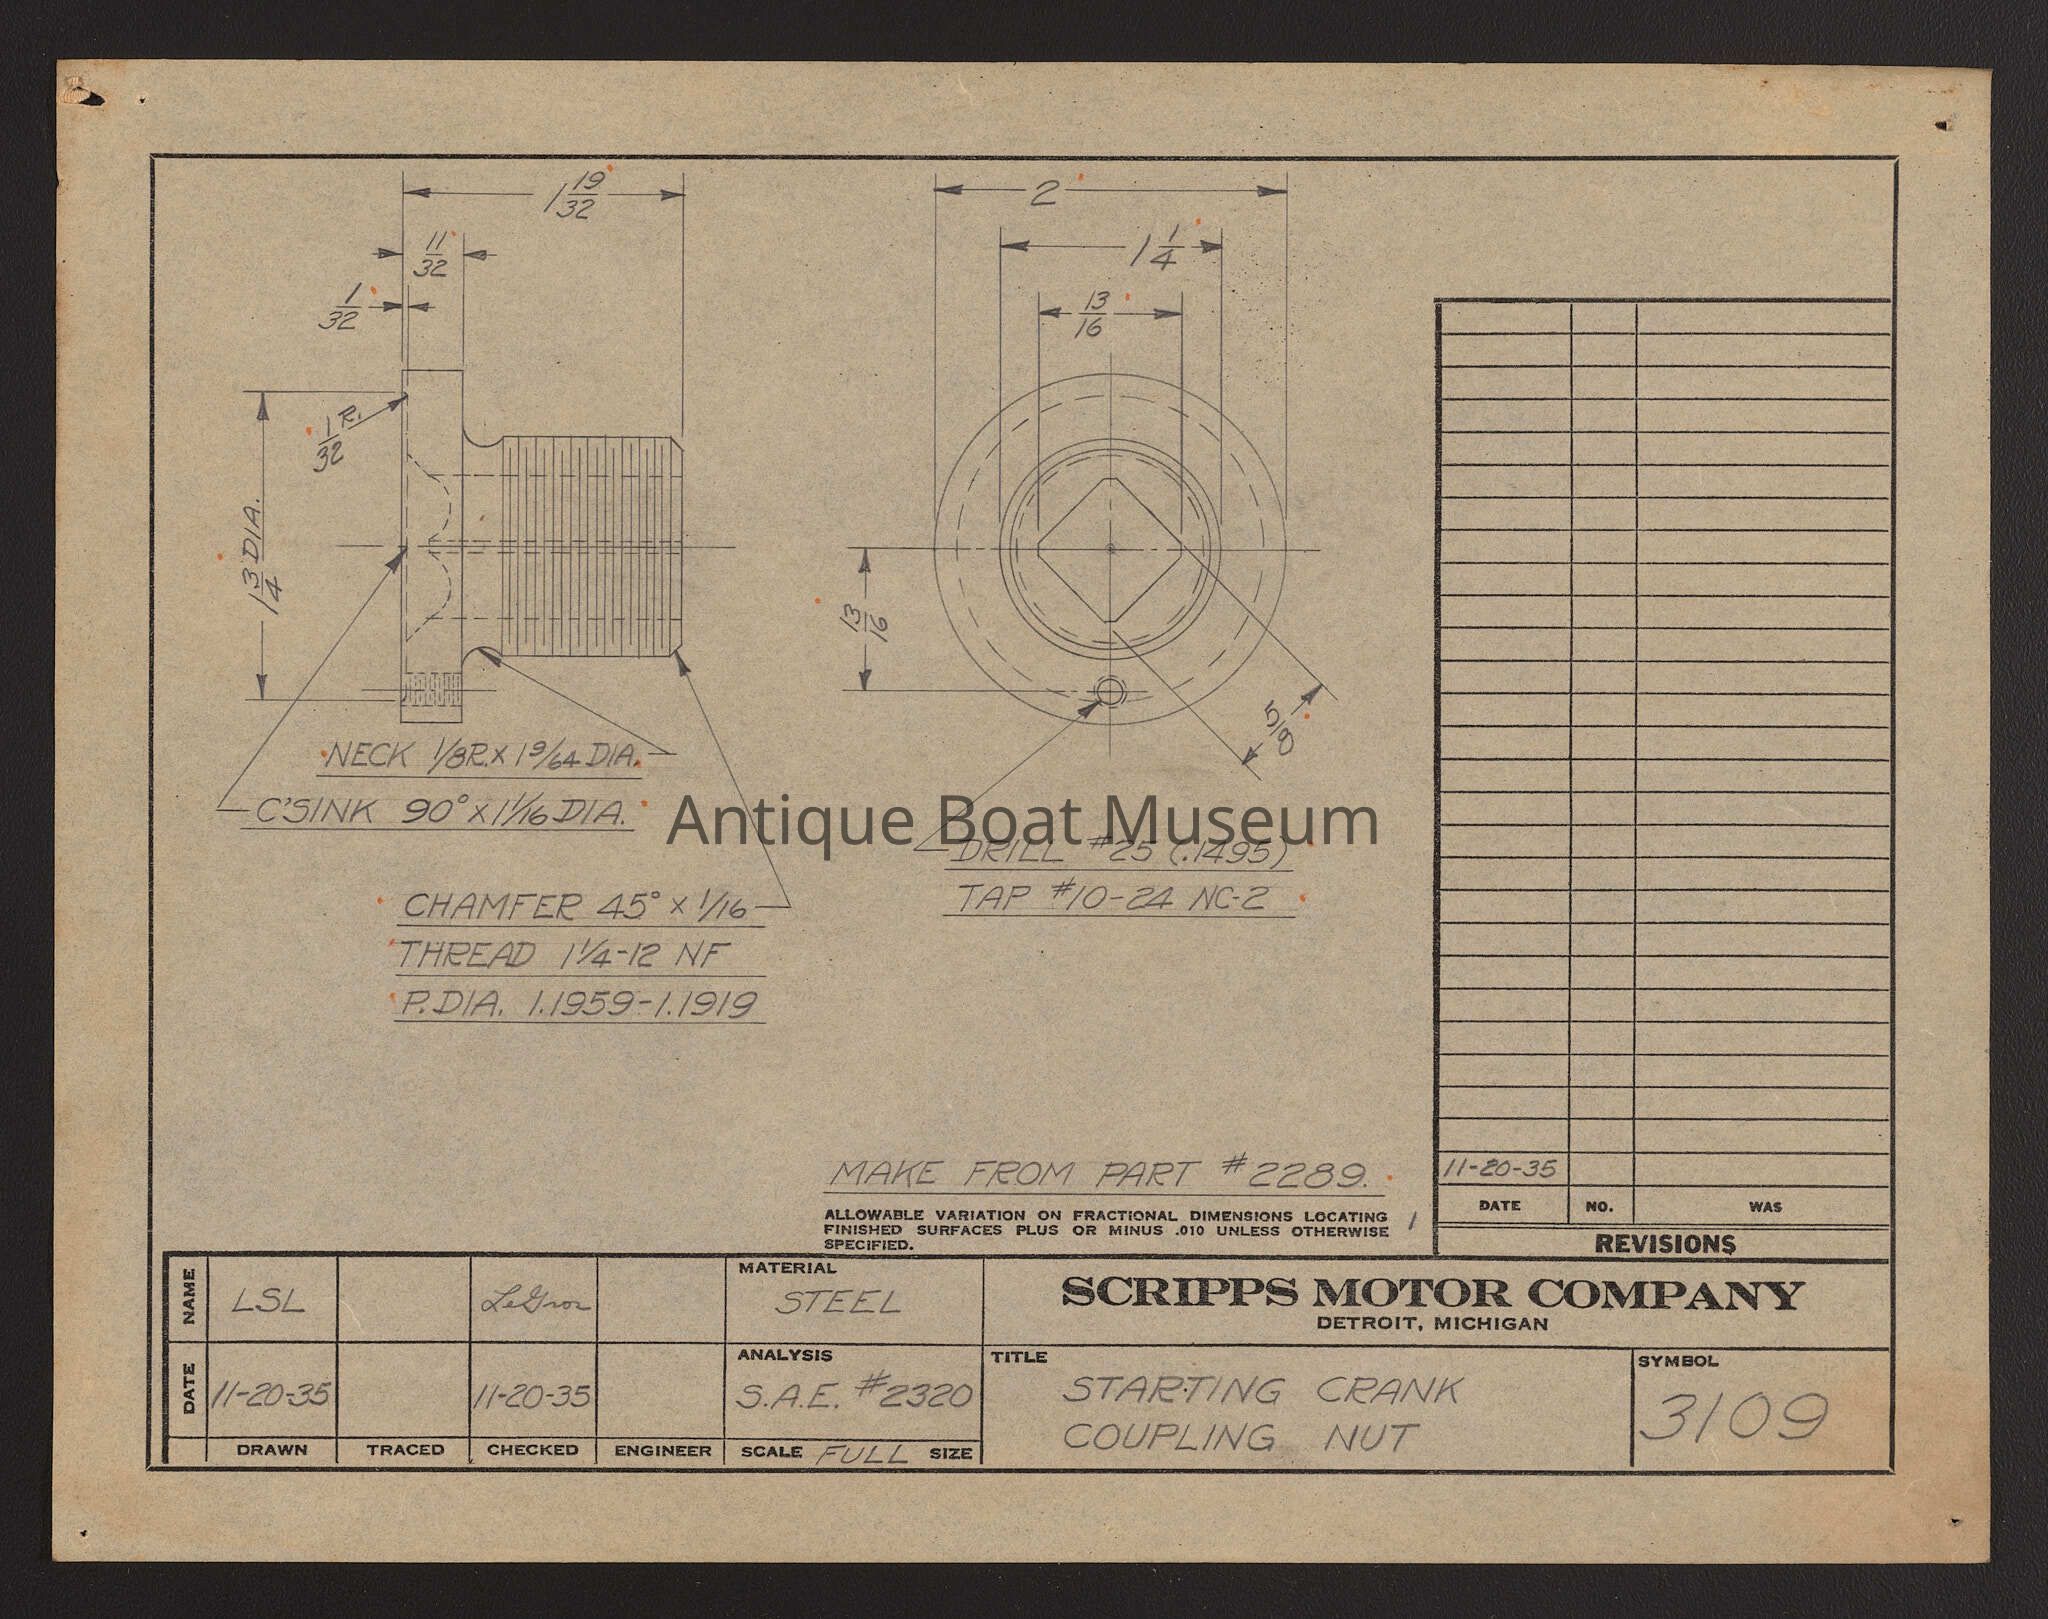 1 19/32
11/32
1/32
1/32 R.
1 3/4 DIA.
2
1 1/4
13/16
13/16
5/8
NECK 1/8R. X 1 9/64 DIA.
C'SINK 90° X 1 1/16 DIA.
Antique Boat Museum
DRILL #25 (.1495)
TAP #10-24 NC-2
CHAMFER 45° X 1/16
THREAD 1 1/4-12 NF
P. DIA. 1.1959-1.1919
MAKE FROM PART #2289.
ALLOWABLE VARIATION ON FRACTIONAL DIMENSIONS LOCATING
FINISHED SURFACES PLUS OR MINUS .010 UNLESS OTHERWISE
SPECIFIED.
1
11-20-35
DATE NO. WAS
REVISIONS
NAME LSL LeGros
DATE 11-20-35 11-20-35
DRAWN TRACED CHECKED ENGINEER
MATERIAL
STEEL
ANALYSIS
S.A.E. #2320
SCALE FULL SIZE
SCRIPPS MOTOR COMPANY
DETROIT, MICHIGAN
TITLE
STARTING CRANK
COUPLING NUT
SYMBOL
3109